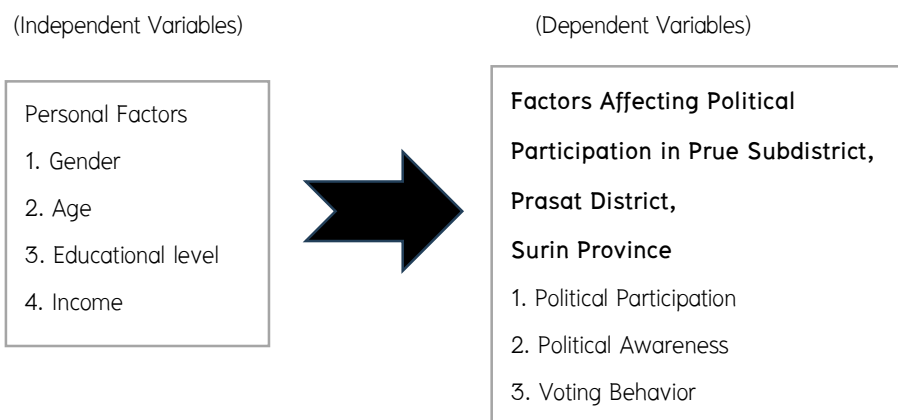 (Independent Variables)
(Dependent Variables)
Personal Factors
1. Gender
2. Age
3. Educational level
4. Income
Factors Affecting Political
Participation in Prue Subdistrict,
Prasat District,
Surin Province
1. Political Participation
2. Political Awareness
3. Voting Behavior